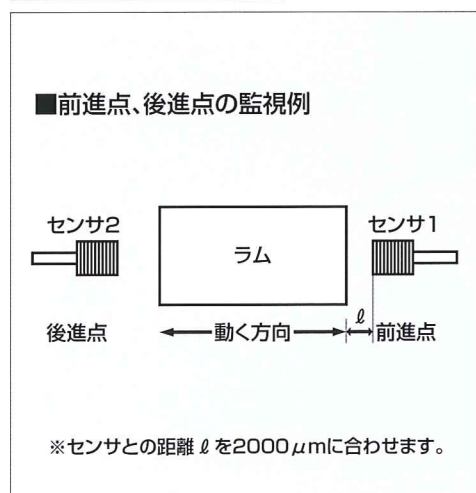 ■前進点、後進点の監視例
センサ2
ラム
センサ1
後進点
動く方向
ℓ
前進点
※センサとの距離ℓを2000μmに合わせます。